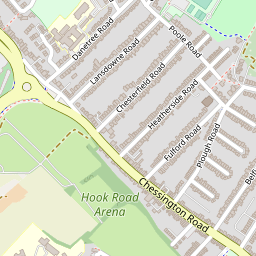 Danetree Road
Poole Road
Lansdowne Road
Chesterfield Road
Heatherside Road
Fulford Road
Plough Road
Hook Road
Arena
Chessington Road